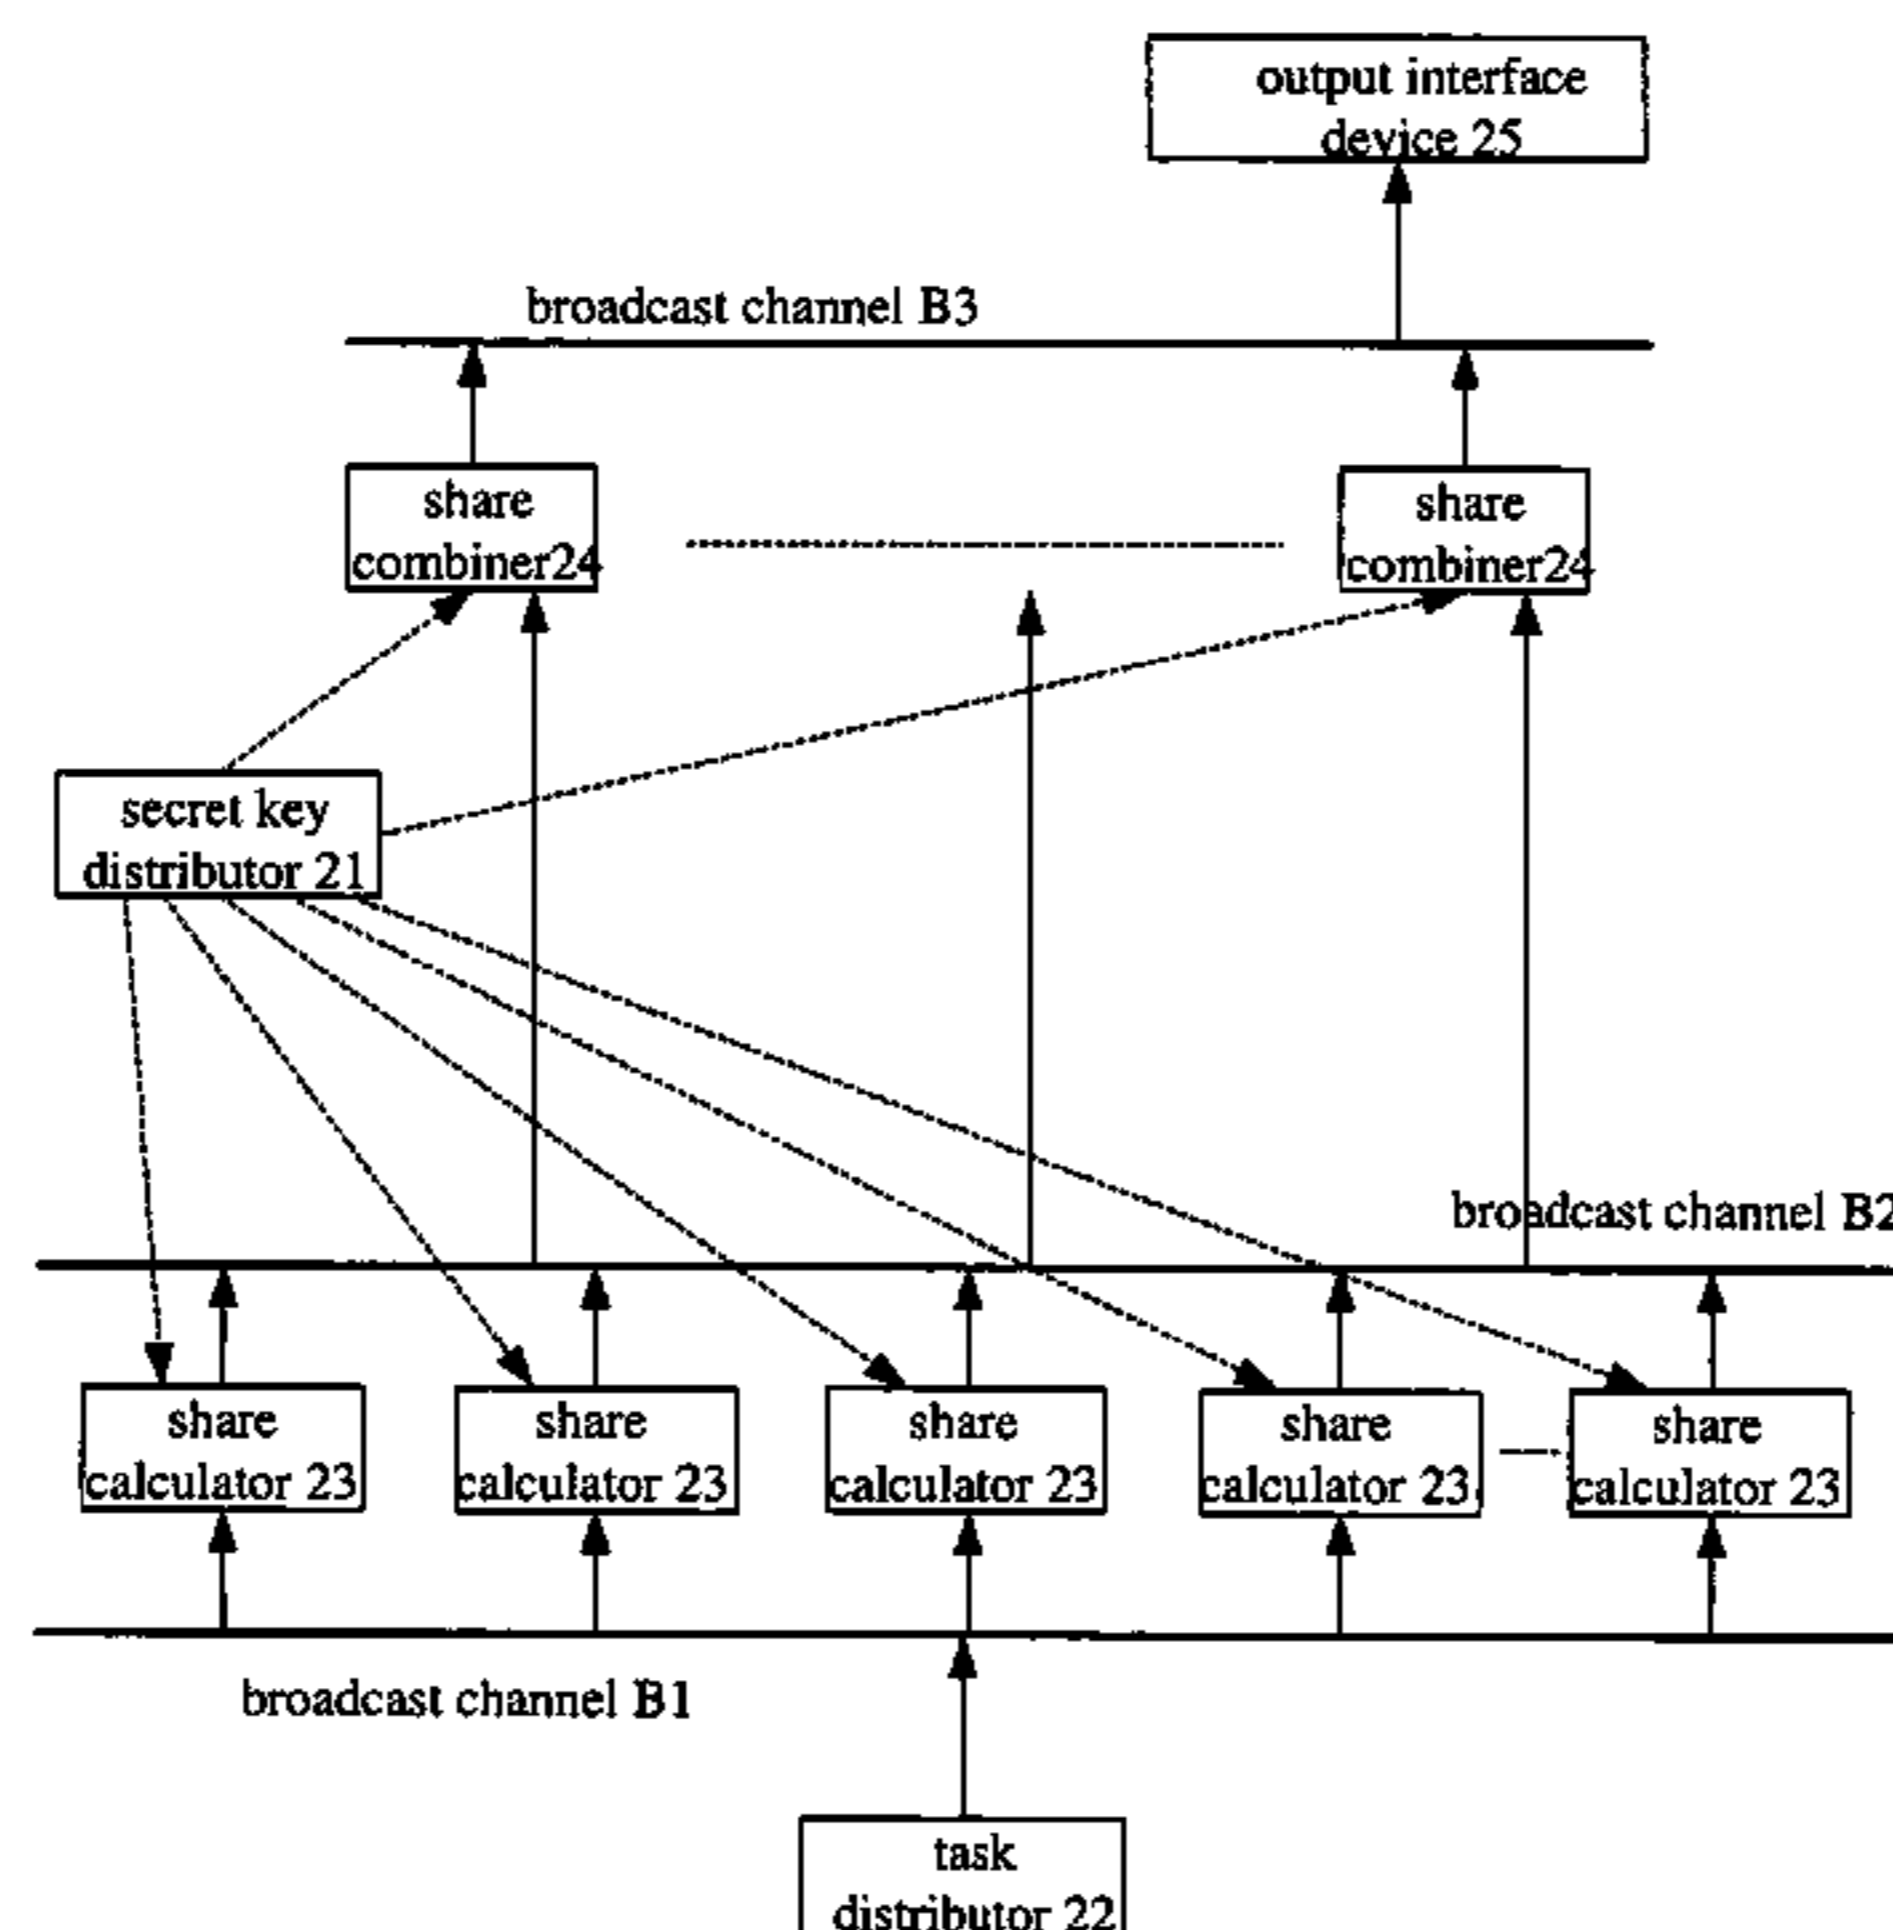 output interface
device 25
broadcast channel B3
share
combiner24
share
combiner24
secret key
distributor 21
broadcast channel B2
share
calculator 23
share
calculator 23
share
calculator 23
share
calculator 23
share
calculator 23
broadcast channel B1
task
distributor 22